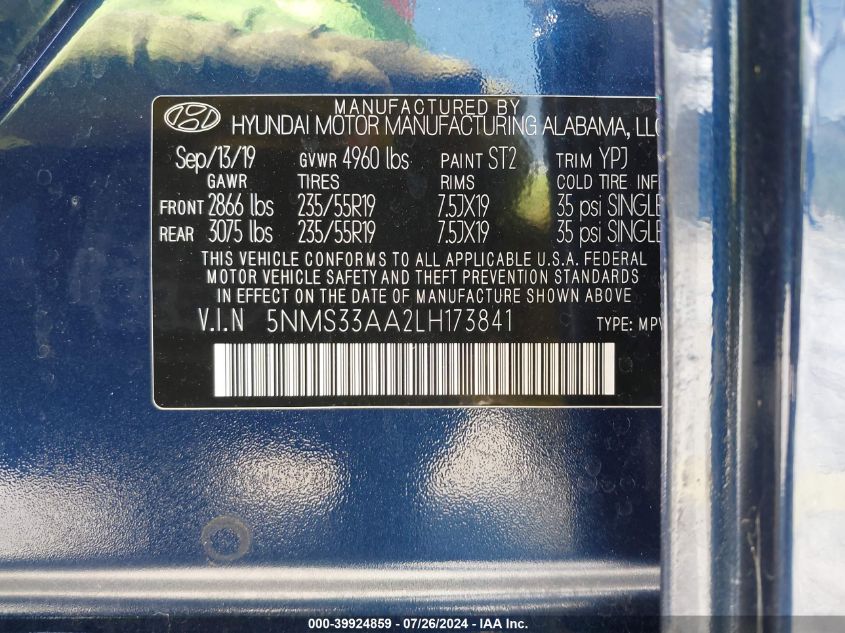 MANUFACTURED BY
HYUNDAI MOTOR MANUFACTURING ALABAMA, LLC
Sep/13/19 GVWR 4960 lbs PAINT ST2 TRIM YPJ
GAWR TIRES RIMS COLD TIRE INF
FRONT 2866 lbs 235/55R19 7.5JX19 35 psi SINGLE
REAR 3075 lbs 235/55R19 7.5JX19 35 psi SINGLE
THIS VEHICLE CONFORMS TO ALL APPLICABLE U.S.A. FEDERAL
MOTOR VEHICLE SAFETY AND THEFT PREVENTION STANDARDS
IN EFFECT ON THE DATE OF MANUFACTURE SHOWN ABOVE
V.I.N 5NMS33AA2LH173841 TYPE: MPV
000-39924859 - 07/26/2024 - IAA Inc.